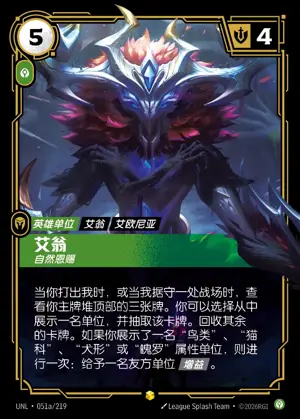 5
4
英雄单位 艾翁 艾欧尼亚
艾翁
自然恩赐
当你打出我时，或当我据守一处战场时，查
看你主牌堆顶部的三张牌。你可以选择从中
展示一名单位，并抽取该卡牌。回收其余
的卡牌。如果你展示了一名“鸟类”、“猫
科”、“犬形”或“魄罗”属性单位，则进
行一次：给予一名友方单位 增益 。
UNL · 051a/219
League Splash Team · ©2026RGI